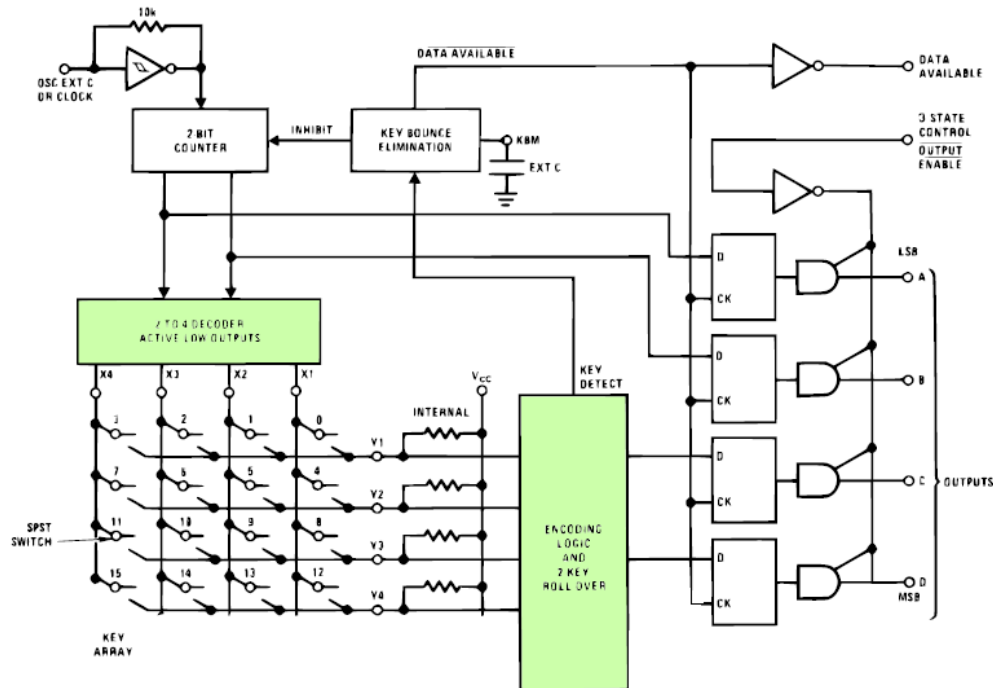 10k
OSC EXT C
OR CLOCK
2-BIT
COUNTER
INHIBIT
KEY BOUNCE
ELIMINATION
KBM
EXT C
DATA AVAILABLE
DATA
AVAILABLE
3 STATE
CONTROL
OUTPUT
ENABLE
2 TO 4 DECODER
ACTIVE LOW OUTPUTS
X4 X3 X2 X1
VCC
KEY
DETECT
INTERNAL
3 2 1 0 Y1
7 6 5 4 Y2
11 10 9 8 Y3
15 14 13 12 Y4
SPST
SWITCH
KEY
ARRAY
ENCODING
LOGIC
AND
2 KEY
ROLL OVER
D
CK
LSB
A
D
CK
B
D
CK
C
D
CK
D
MSB
OUTPUTS